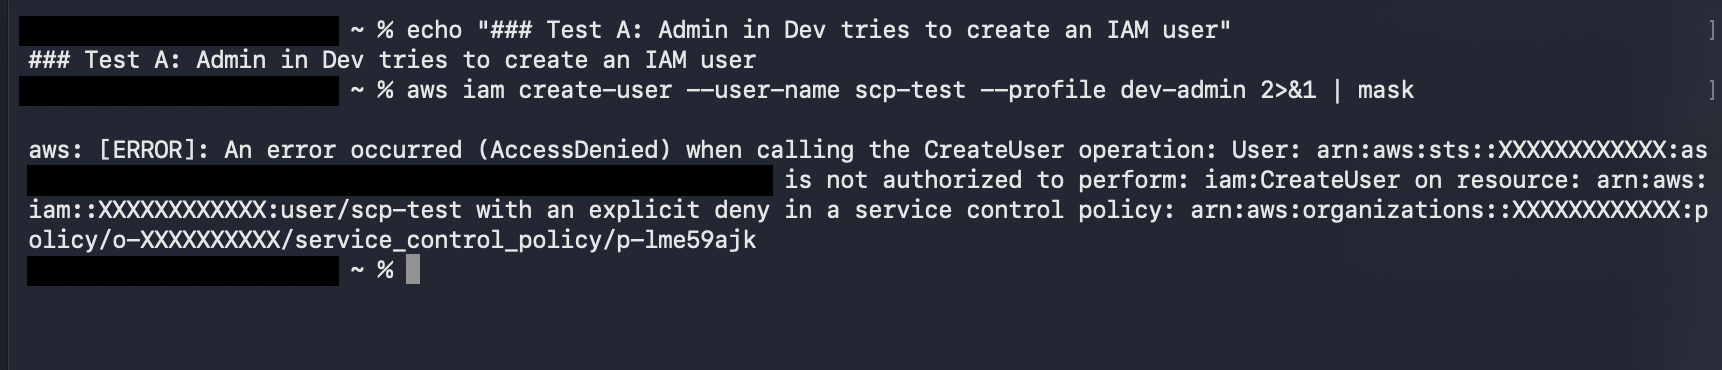 ~ % echo "### Test A: Admin in Dev tries to create an IAM user" ]
### Test A: Admin in Dev tries to create an IAM user
~ % aws iam create-user --user-name scp-test --profile dev-admin 2>&1 | mask ]
aws: [ERROR]: An error occurred (AccessDenied) when calling the CreateUser operation: User: arn:aws:sts::XXXXXXXXXXXX:as
is not authorized to perform: iam:CreateUser on resource: arn:aws:
iam::XXXXXXXXXXXX:user/scp-test with an explicit deny in a service control policy: arn:aws:organizations::XXXXXXXXXXXX:p
olicy/o-XXXXXXXXXX/service_control_policy/p-lme59ajk
~ %